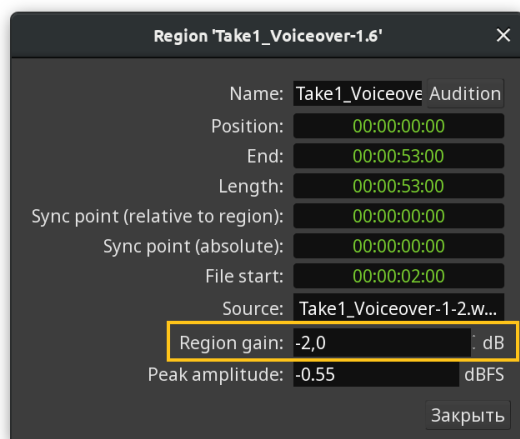 Region 'Take1_Voiceover-1.6'
Name: Take1_Voiceove Audition
Position: 00:00:00:00
End: 00:00:53:00
Length: 00:00:53:00
Sync point (relative to region): 00:00:00:00
Sync point (absolute): 00:00:00:00
File start: 00:00:02:00
Source: Take1_Voiceover-1-2.w...
Region gain: -2,0 dB
Peak amplitude: -0.55 dBFS
Закрыть